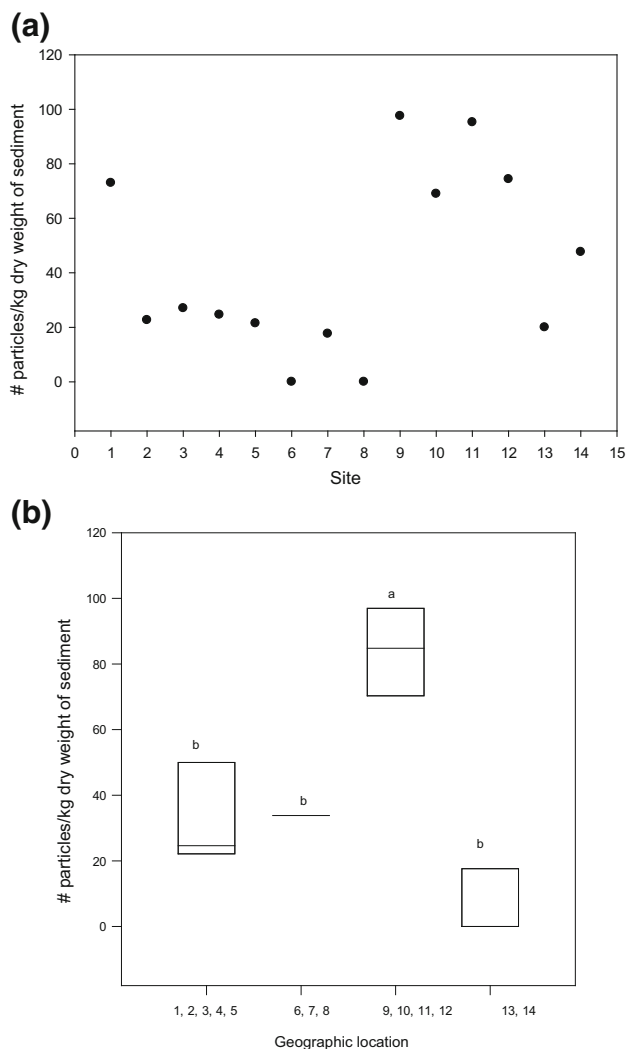 (a)
120
100
80
60
40
20
0
# particles/kg dry weight of sediment
0 1 2 3 4 5 6 7 8 9 10 11 12 13 14 15
Site
(b)
120
100
80
60
40
20
0
# particles/kg dry weight of sediment
a
b
b
b
1, 2, 3, 4, 5 6, 7, 8 9, 10, 11, 12 13, 14
Geographic location